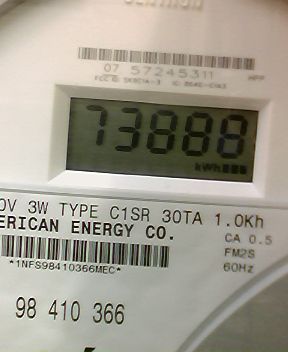 07 57245311
73888
kWh
0V 3W TYPE C1SR 30TA 1.0Kh
ERICAN ENERGY CO.
CA 0.5
FM2S
60Hz
*1NFS98410366MEC*
98 410 366